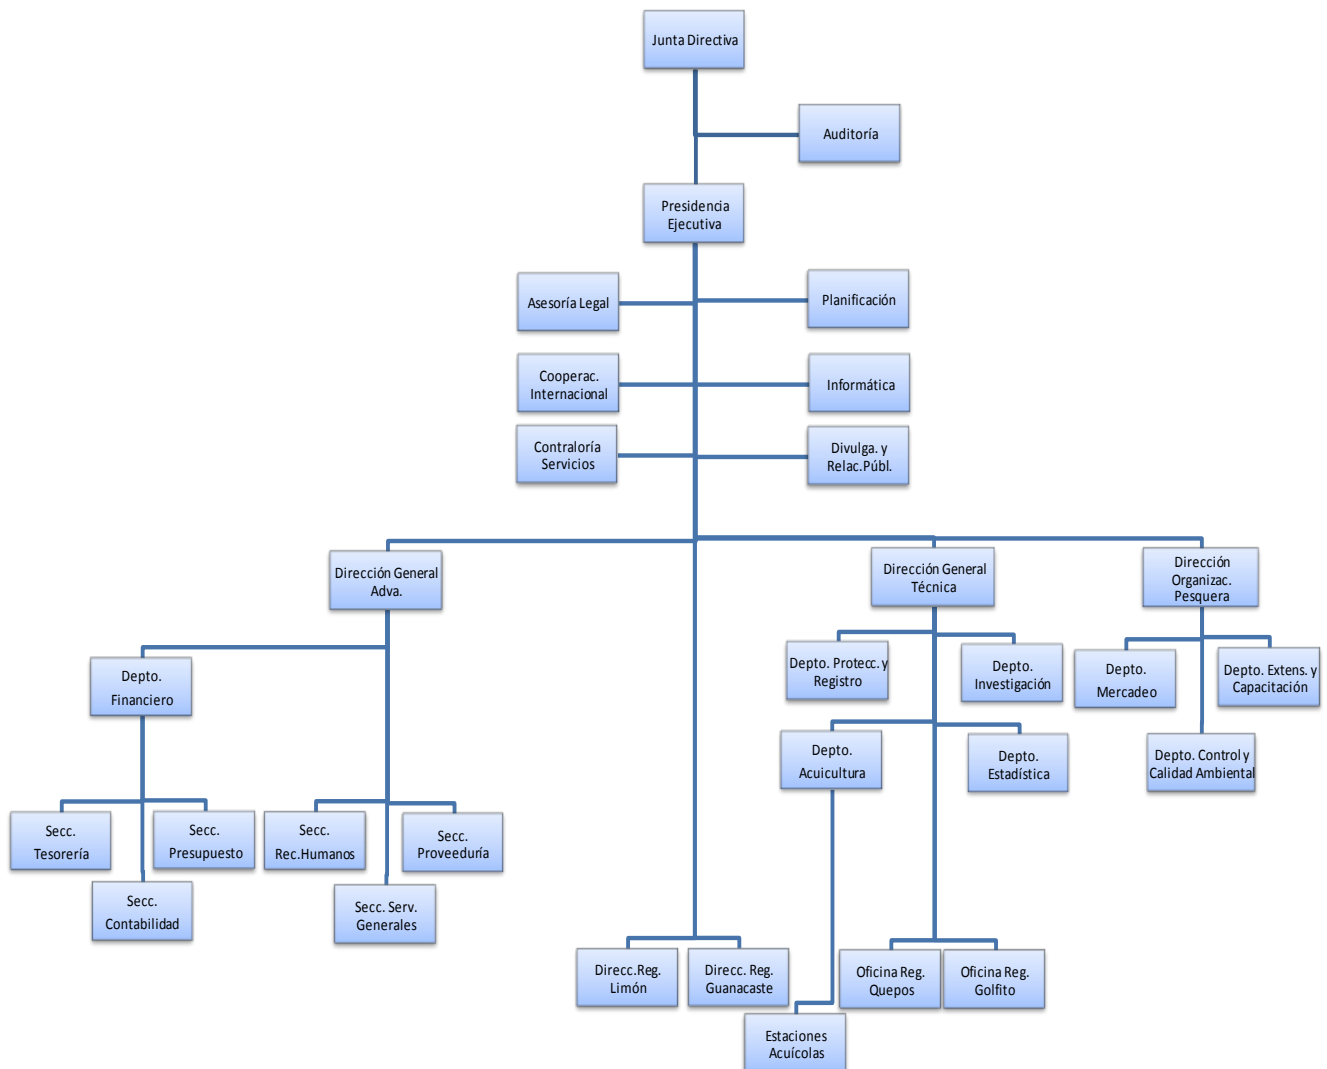 Junta Directiva
Auditoría
Presidencia
Ejecutiva
Asesoría Legal
Planificación
Cooperac.
Internacional
Informática
Contraloría
Servicios
Divulga. y
Relac.Públ.
Dirección General
Adva.
Dirección General
Técnica
Dirección
Organizac.
Pesquera
Depto.
Financiero
Depto. Protecc. y
Registro
Depto.
Investigación
Depto.
Mercadeo
Depto. Extens. y
Capacitación
Depto.
Acuicultura
Depto.
Estadística
Depto. Control y
Calidad Ambiental
Secc.
Tesorería
Secc.
Presupuesto
Secc.
Rec.Humanos
Secc.
Proveeduría
Secc.
Contabilidad
Secc. Serv.
Generales
Direcc.Reg.
Limón
Direcc. Reg.
Guanacaste
Oficina Reg.
Quepos
Oficina Reg.
Golfito
Estaciones
Acuícolas